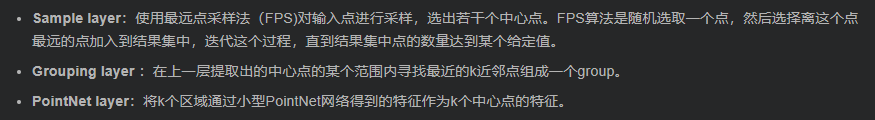 • Sample layer：使用最远点采样法（FPS)对输入点进行采样，选出若干个中心点。FPS算法是随机选取一个点，然后选择离这个点
最远的点加入到结果集中，迭代这个过程，直到结果集中点的数量达到某个给定值。
• Grouping layer ：在上一层提取出的中心点的某个范围内寻找最近的k近邻点组成一个group。
• PointNet layer：将k个区域通过小型PointNet网络得到的特征作为k个中心点的特征。